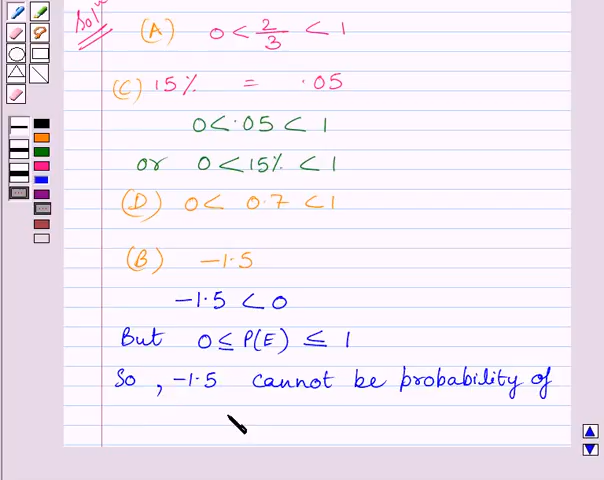 Solⁿ
(A) 0 < 2/3 < 1
(C) 15% = .05
0 < .05 < 1
or 0 < 15% < 1
(D) 0 < 0.7 < 1
(B) -1.5
-1.5 < 0
But 0 ≤ P(E) ≤ 1
So , -1.5 cannot be probability of